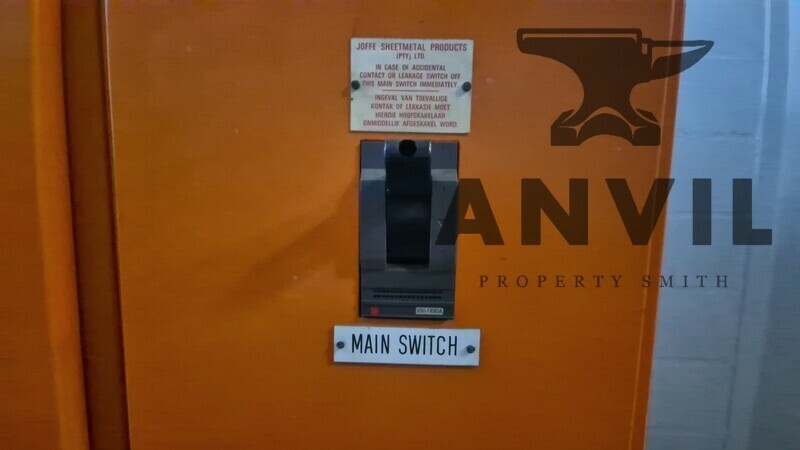 JOFFE SHEETMETAL PRODUCTS
(PTY) LTD.
IN CASE OF ACCIDENTAL
CONTACT OR LEAKAGE SWITCH OFF
THIS MAIN SWITCH IMMEDIATELY.
INGEVAL VAN TOEVALLIGE
KONTAK OF LEKKASIE MOET
HIERDIE HOOFSKAKELAAR
ONMIDDELLIK AFGESKAKEL WORD.
ANVIL
PROPERTY SMITH
MAIN SWITCH